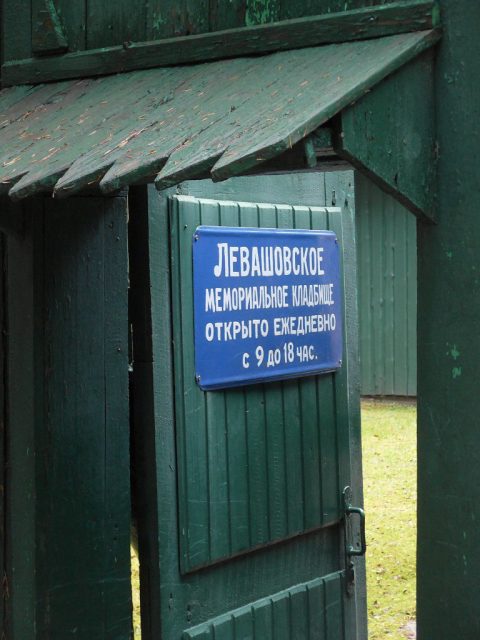 ЛЕВАШОВСКОЕ
МЕМОРИАЛЬНОЕ КЛАДБИЩЕ
ОТКРЫТО ЕЖЕДНЕВНО
С 9 ДО 18 ЧАС.